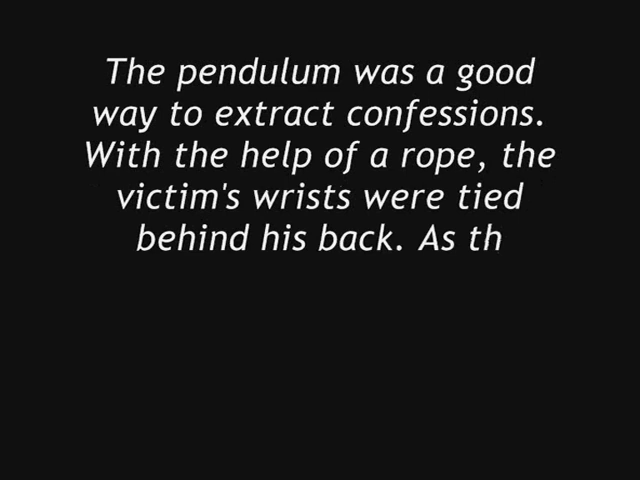 The pendulum was a good
way to extract confessions.
With the help of a rope, the
victim's wrists were tied
behind his back. As th